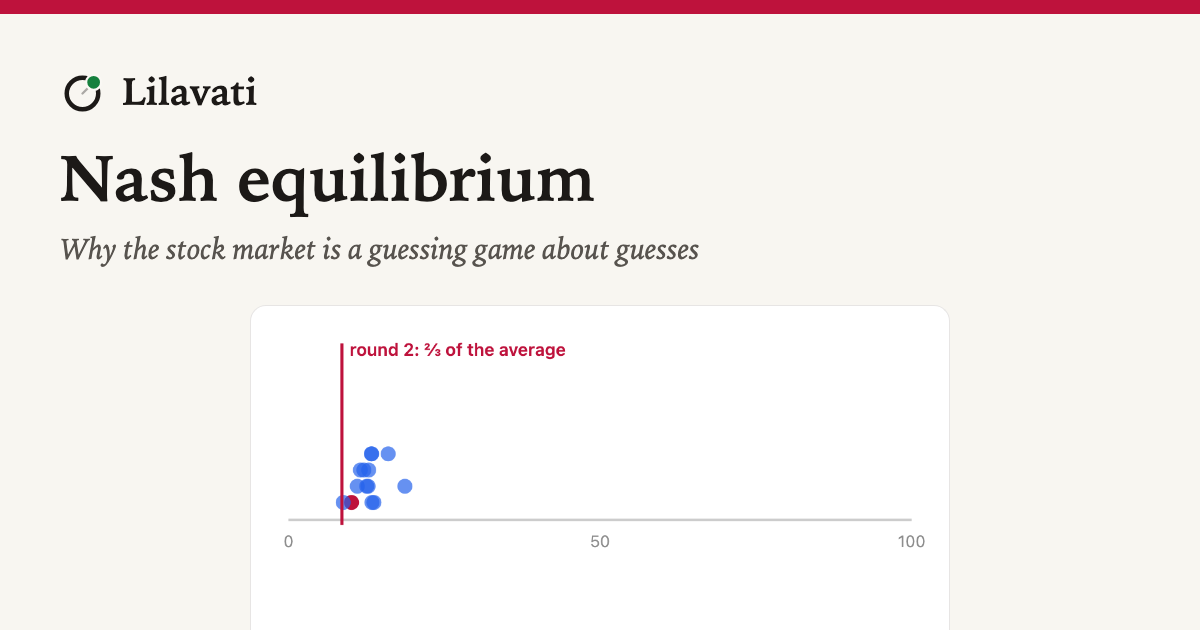 Lilavati
Nash equilibrium
Why the stock market is a guessing game about guesses
round 2: ⅔ of the average
0 50 100